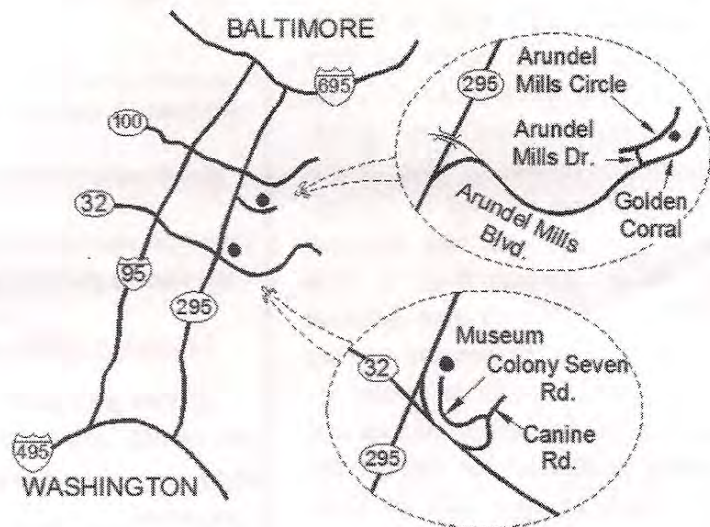 BALTIMORE
695
100
32
95
295
495
WASHINGTON
295
Arundel
Mills Circle
Arundel
Mills Dr.
Golden
Corral
Arundel Mills
Blvd.
32
295
Museum
Colony Seven
Rd.
Canine
Rd.